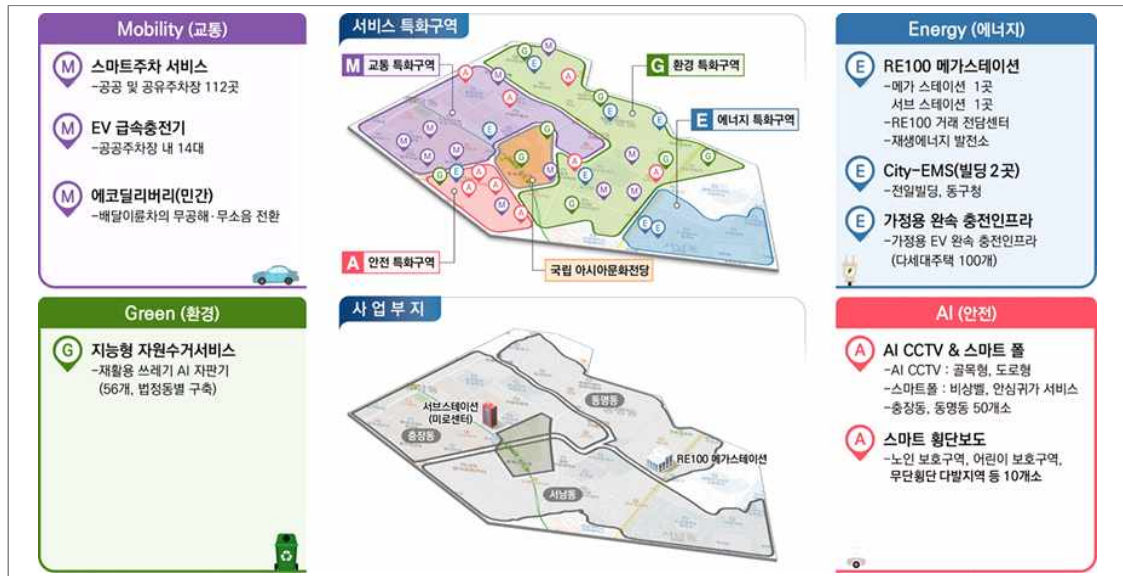 Mobility (교통)
M
스마트주차 서비스
-공공 및 공유주차장 112곳
M
EV 급속충전기
-공공주차장 내 14대
M
에코딜리버리(민간)
-배달이륜차의 무공해·무소음 전환
서비스 특화구역
M 교통 특화구역
G 환경 특화구역
E 에너지 특화구역
A 안전 특화구역
국립 아시아문화전당
Energy (에너지)
E
RE100 메가스테이션
-메가 스테이션 1곳
서브 스테이션 1곳
-RE100 거래 전담센터
-재생에너지 발전소
E
City-EMS(빌딩 2곳)
-전일빌딩, 동구청
E
가정용 완속 충전인프라
-가정용 EV 완속 충전인프라
(다세대주택 100개)
Green (환경)
G
지능형 자원수거서비스
-재활용 쓰레기 AI 자판기
(56개, 법정동별 구축)
사업부지
동명동
서브스테이션
(미로센터)
충장동
RE100 메가스테이션
서남동
AI (안전)
A
AI CCTV & 스마트 폴
-AI CCTV : 골목형, 도로형
-스마트폴 : 비상벨, 안심귀가 서비스
-충장동, 동명동 50개소
A
스마트 횡단보도
-노인 보호구역, 어린이 보호구역,
무단횡단 다발지역 등 10개소